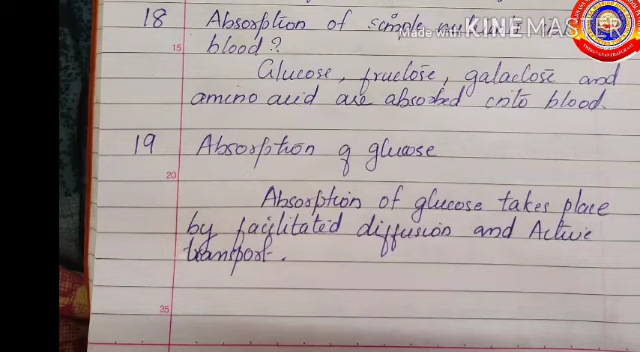 18 Absorption of simple nutrient
Made with KINEMASTER
15
blood?
Glucose, fructose, galactose and
amino acid are absorbed into blood.
19 Absorption of glucose
20
Absorption of glucose takes place
by facilitated diffusion and Active
transport.
25